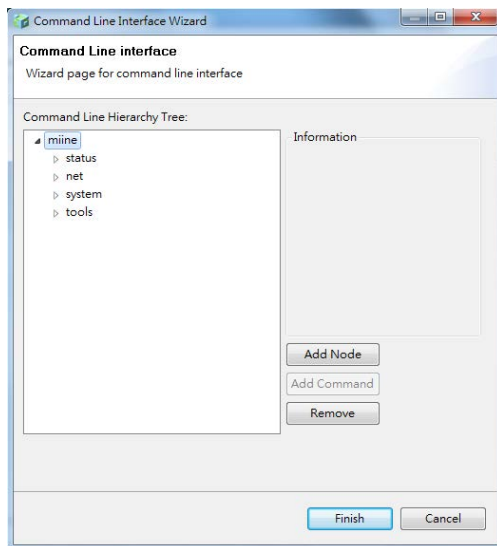 Command Line Interface Wizard
Command Line interface
Wizard page for command line interface
Command Line Hierarchy Tree:
miine
status
net
system
tools
Information
Add Node
Add Command
Remove
Finish
Cancel